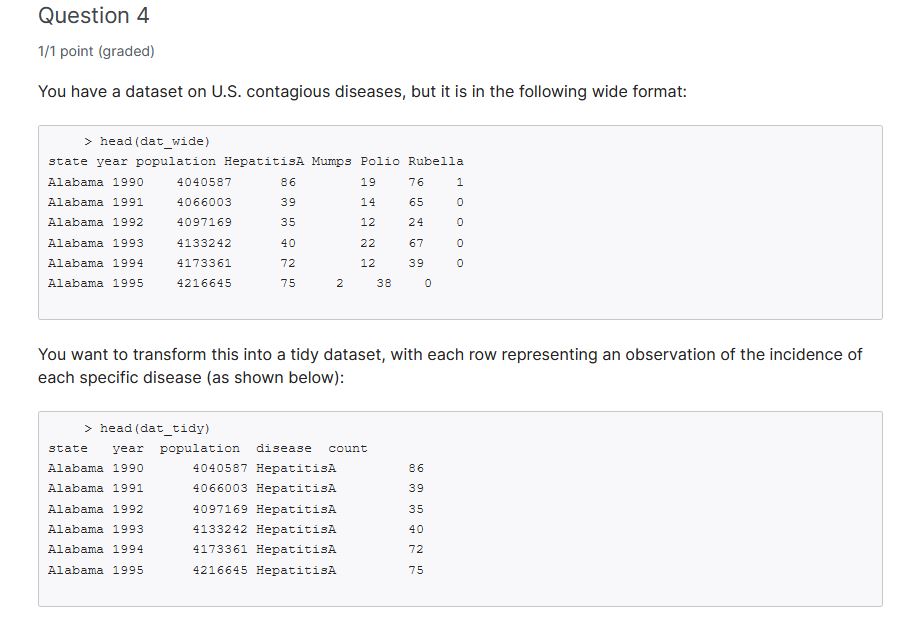 Question 4
1/1 point (graded)
You have a dataset on U.S. contagious diseases, but it is in the following wide format:
> head(dat_wide)
state year population HepatitisA Mumps Polio Rubella
Alabama 1990    4040587      86        19    76    1
Alabama 1991    4066003      39        14    65    0
Alabama 1992    4097169      35        12    24    0
Alabama 1993    4133242      40        22    67    0
Alabama 1994    4173361      72        12    39    0
Alabama 1995    4216645      75     2    38    0
You want to transform this into a tidy dataset, with each row representing an observation of the incidence of
each specific disease (as shown below):
> head(dat_tidy)
state   year  population  disease  count
Alabama 1990      4040587 HepatitisA         86
Alabama 1991      4066003 HepatitisA         39
Alabama 1992      4097169 HepatitisA         35
Alabama 1993      4133242 HepatitisA         40
Alabama 1994      4173361 HepatitisA         72
Alabama 1995      4216645 HepatitisA         75